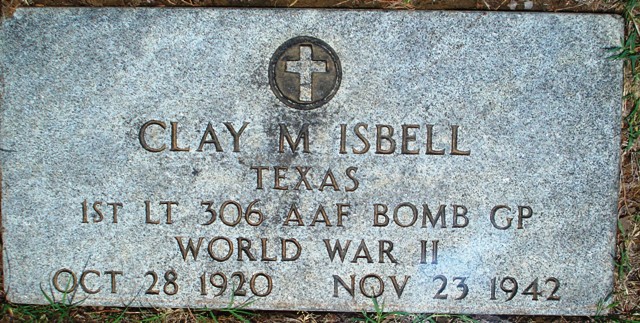 CLAY M ISBELL
TEXAS
1ST LT 306 AAF BOMB GP
WORLD WAR II
OCT 28 1920 NOV 23 1942